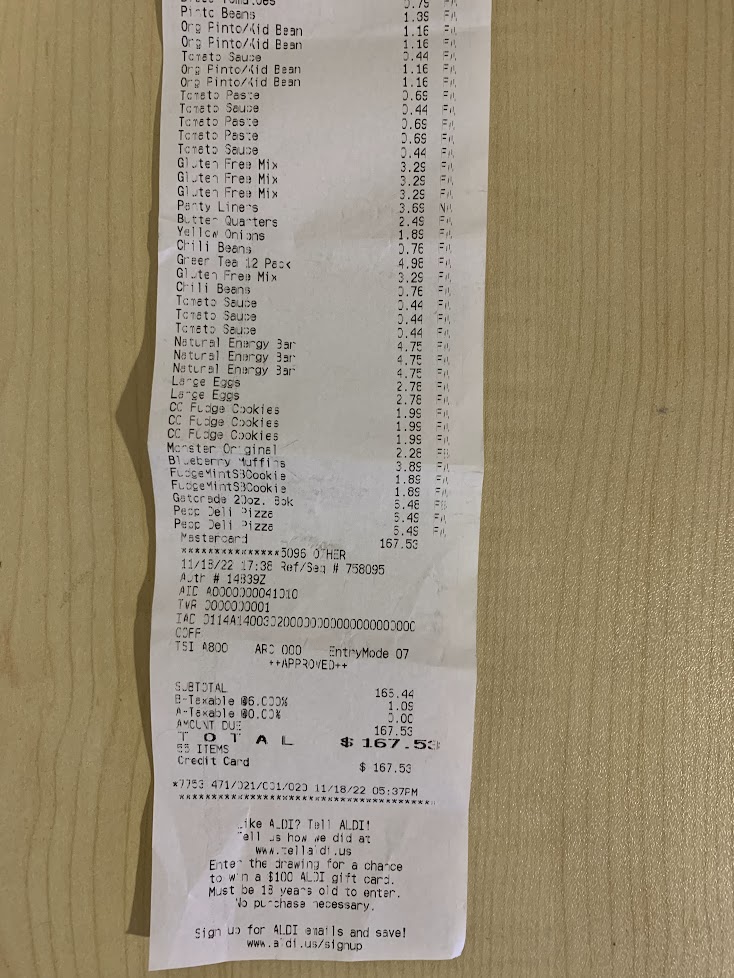 Tomatoes 0.79 FA
Pinto Beans 1.39 FA
Org Pinto/Kid Bean 1.16 FA
Org Pinto/Kid Bean 1.16 FA
Tomato Sauce 0.44 FA
Org Pinto/Kid Bean 1.16 FA
Org Pinto/Kid Bean 1.16 FA
Tomato Paste 0.69 FA
Tomato Sauce 0.44 FA
Tomato Paste 0.69 FA
Tomato Paste 0.69 FA
Tomato Sauce 0.44 FA
Gluten Free Mix 3.29 FA
Gluten Free Mix 3.29 FA
Gluten Free Mix 3.29 FA
Panty Liners 3.69
Butter Quarters 2.49 FA
Yellow Onions 1.89 FA
Chili Beans 0.76 FA
Green Tea 12 Pack 4.98 FA
Gluten Free Mix 3.29 FA
Chili Beans 0.76 FA
Tomato Sauce 0.44 FA
Tomato Sauce 0.44 FA
Tomato Sauce 0.44 FA
Natural Energy Bar 4.75 FA
Natural Energy Bar 4.75 FA
Natural Energy Bar 4.75 FA
Large Eggs 2.78 FA
Large Eggs 2.78 FA
CC Fudge Cookies 1.99 FA
CC Fudge Cookies 1.99 FA
CC Fudge Cookies 1.99 FA
Monster Original 2.28 FB
Blueberry Muffins 3.89 FA
FudgeMintSBCookie 1.89 FA
FudgeMintSBCookie 1.89 FA
Gatorade 20oz. 8pk 5.48 FB
Pepp Deli Pizza 5.49 FA
Pepp Deli Pizza 5.49 FA
Mastercard 167.53
***************5096 OTHER
11/18/22 17:38 Ref/Seq # 758095
Auth # 14839Z
AID A0000000041010
TVR 0000000001
IAD
TSI A800 ARC 000 EntryMode 07
++APPROVED++
SUBTOTAL 166.44
B-Taxable @6.000% 1.09
A-Taxable @0.00% 0.00
AMOUNT DUE 167.53
TOTAL $167.53
ITEMS
Credit Card $ 167.53
*7753 471/021/001/020 11/18/22 05:37PM
****************************************
Like ALDI? Tell ALDI!
Tell us how we did at
www.tellaldi.us
Enter the drawing for a chance
to win a $100 ALDI gift card.
Must be 18 years old to enter.
No purchase necessary.
Sign up for ALDI emails and save!
www.aldi.us/signup